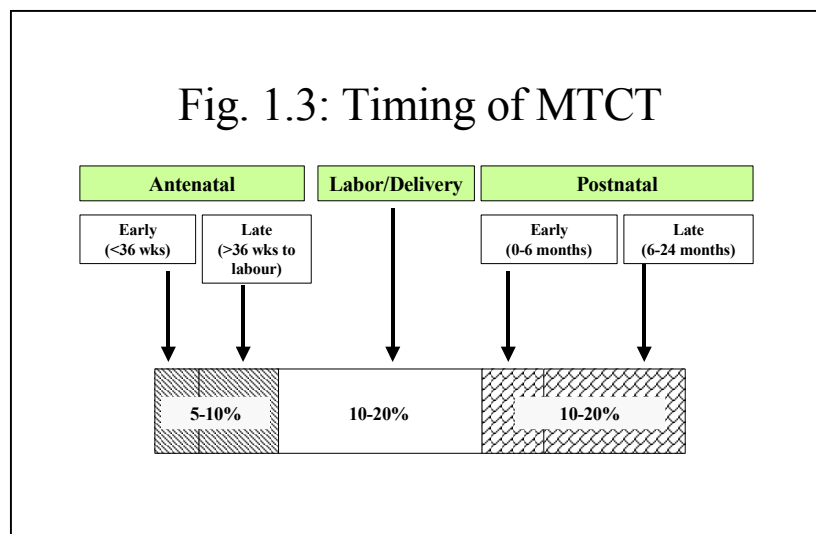 Fig. 1.3: Timing of MTCT
Antenatal
Labor/Delivery
Postnatal
Early
(<36 wks)
Late
(>36 wks to
labour)
Early
(0-6 months)
Late
(6-24 months)
5-10%
10-20%
10-20%